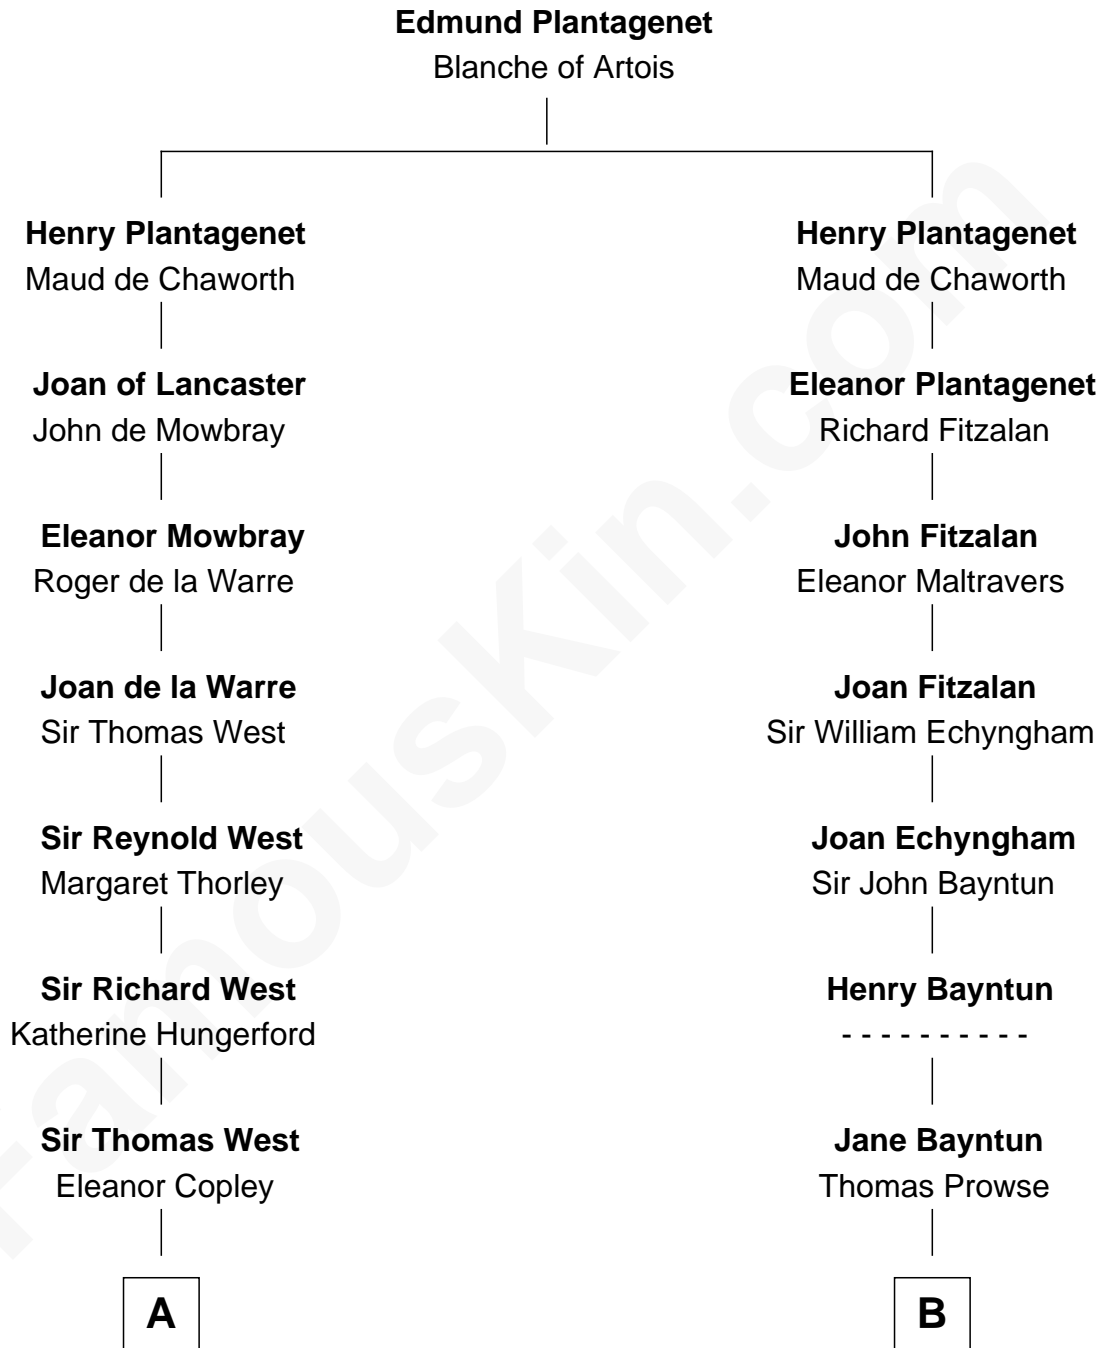 Edmund Plantagenet
Blanche of Artois
Henry Plantagenet
Maud de Chaworth
Joan of Lancaster
John de Mowbray
Eleanor Mowbray
Roger de la Warre
Joan de la Warre
Sir Thomas West
Sir Reynold West
Margaret Thorley
Sir Richard West
Katherine Hungerford
Sir Thomas West
Eleanor Copley
A
Henry Plantagenet
Maud de Chaworth
Eleanor Plantagenet
Richard Fitzalan
John Fitzalan
Eleanor Maltravers
Joan Fitzalan
Sir William Echyngham
Joan Echyngham
Sir John Bayntun
Henry Bayntun
- - - - - - - - - -
Jane Bayntun
Thomas Prowse
B
FamousKin.com